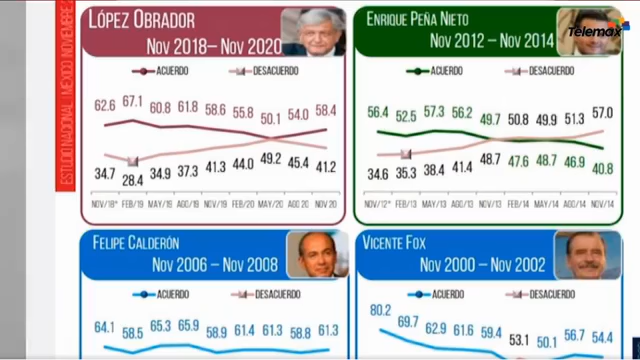 Telemax
ESTUDIO NACIONAL | MÉXICO NOVIEMBRE
LÓPEZ OBRADOR
NOV 2018– NOV 2020
ACUERDO DESACUERDO
62.6 67.1 60.8 61.8 58.6 55.8 50.1 54.0 58.4
34.7 28.4 34.9 37.3 41.3 44.0 49.2 45.4 41.2
NOV/18* FEB/19 MAY/19 AGO/19 NOV/19 FEB/20 MAY/20 AGO 20 NOV 20
ENRIQUE PEÑA NIETO
NOV 2012– NOV 2014
ACUERDO DESACUERDO
56.4 52.5 57.3 56.2 49.7 50.8 49.9 51.3 57.0
34.6 35.3 38.4 41.4 48.7 47.6 48.7 46.9 40.8
NOV/12* FEB/13 MAY/13 AGO/13 NOV/13 FEB/14 MAY/14 AGO/14 NOV/14
FELIPE CALDERÓN
NOV 2006 – NOV 2008
ACUERDO DESACUERDO
64.1 58.5 65.3 65.9 58.9 61.4 61.3 58.8 61.3
VICENTE FOX
NOV 2000 – NOV 2002
ACUERDO DESACUERDO
80.2 69.7 62.9 61.6 59.4 53.1 50.1 56.7 54.4